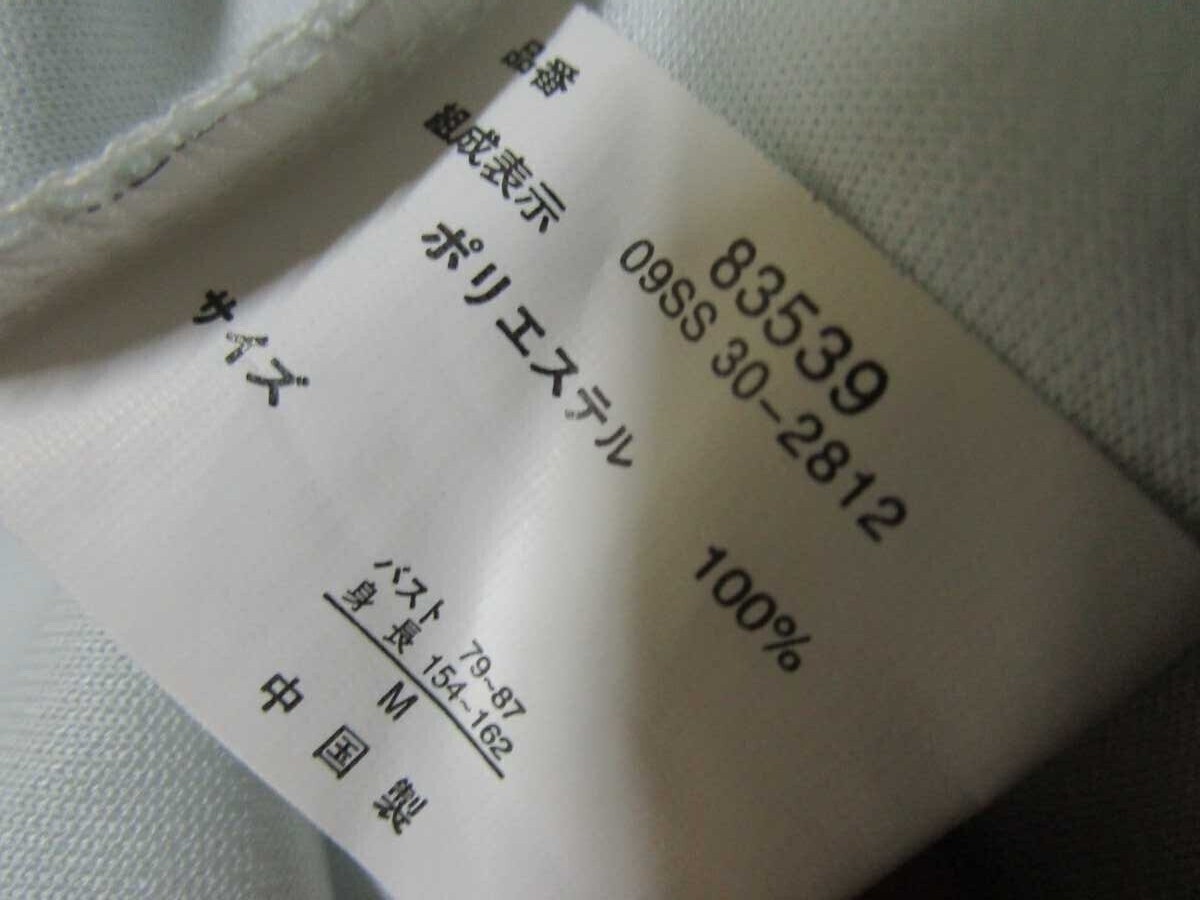 品番
83539
09SS 30-2812
組成表示
ポリエステル 100%
サイズ
バスト 79~87
身長 154~162
M
中国製